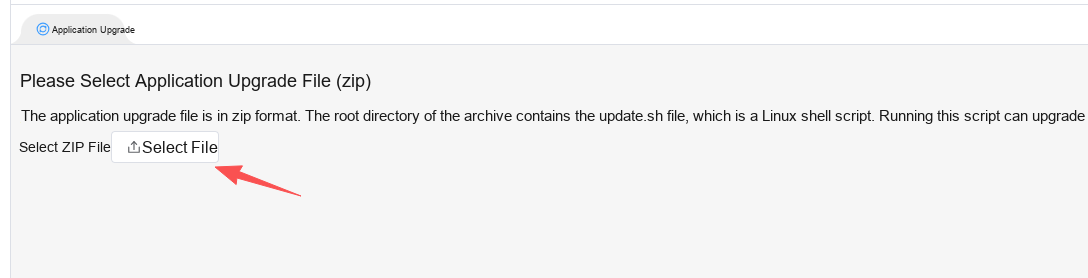 Application Upgrade
Please Select Application Upgrade File (zip)
The application upgrade file is in zip format. The root directory of the archive contains the update.sh file, which is a Linux shell script. Running this script can upgrade
Select ZIP File Select File